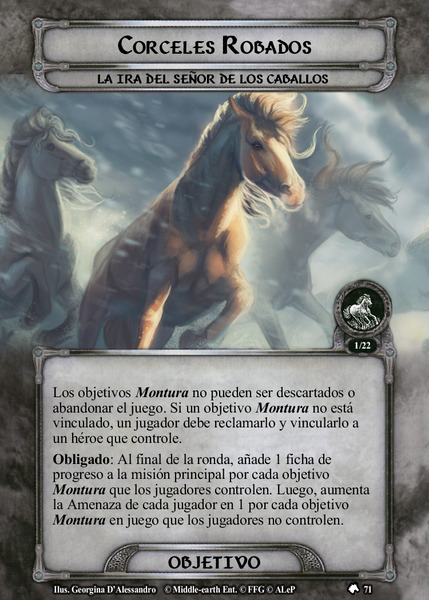 Corceles Robados
La ira del señor de los caballos
1/22
Los objetivos Montura no pueden ser descartados o
abandonar el juego. Si un objetivo Montura no está
vinculado, un jugador debe reclamarlo y vincularlo a
un héroe que controle.
Obligado: Al final de la ronda, añade 1 ficha de
progreso a la misión principal por cada objetivo
Montura que los jugadores controlen. Luego, aumenta
la Amenaza de cada jugador en 1 por cada objetivo
Montura en juego que los jugadores no controlen.
Objetivo
Ilus. Georgina D'Alessandro © Middle-earth Ent. © FFG © ALeP 71